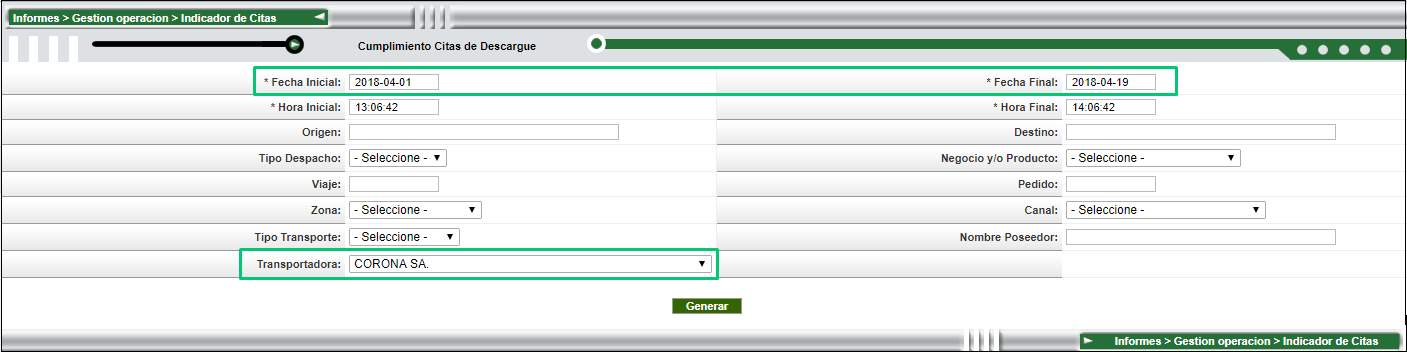 Informes > Gestion operacion > Indicador de Citas
Cumplimiento Citas de Descargue
* Fecha Inicial: 2018-04-01 * Fecha Final: 2018-04-19
* Hora Inicial: 13:06:42 * Hora Final: 14:06:42
Origen: Destino:
Tipo Despacho: - Seleccione - Negocio y/o Producto: - Seleccione -
Viaje: Pedido:
Zona: - Seleccione - Canal: - Seleccione -
Tipo Transporte: - Seleccione - Nombre Poseedor:
Transportadora: CORONA SA.
Generar
Informes > Gestion operacion > Indicador de Citas